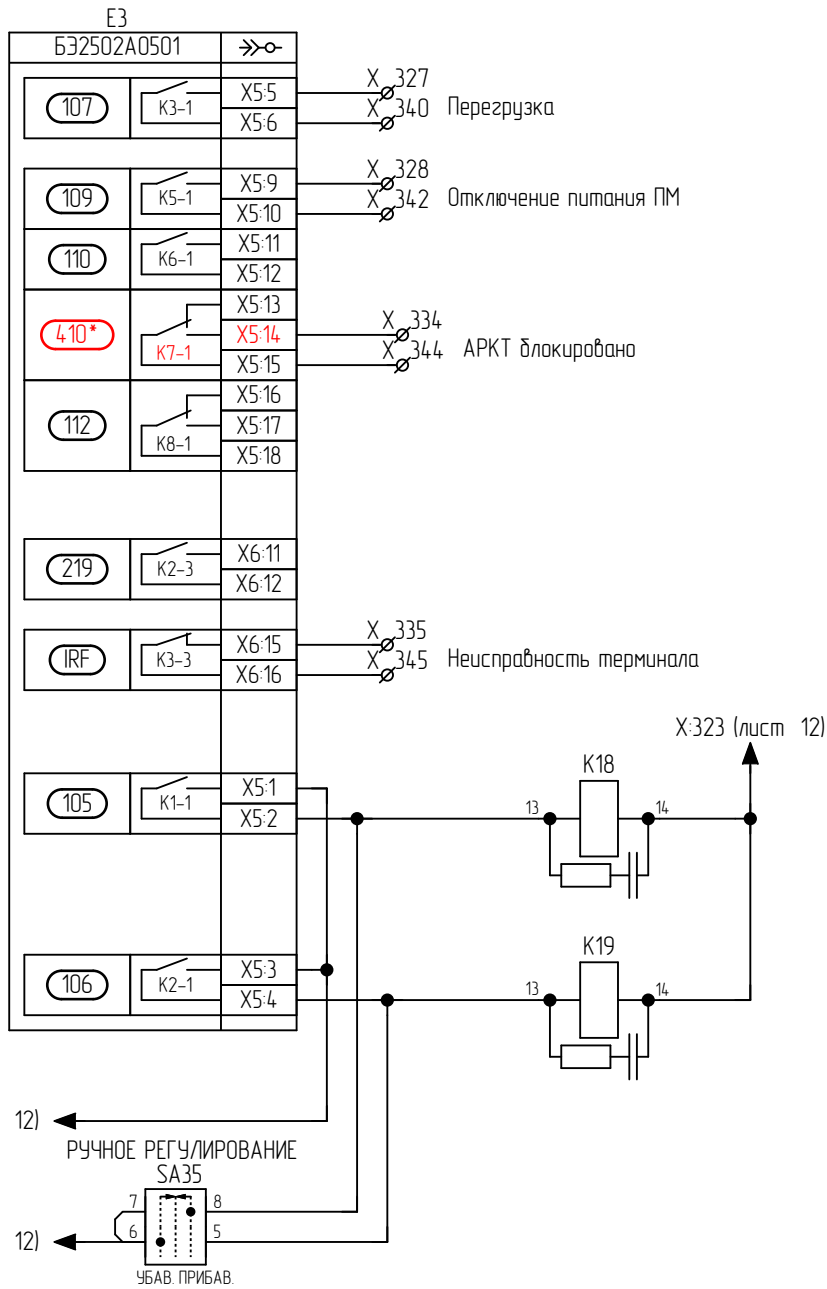 E3
БЭ2502А0501
107 K3-1 X5:5 X 327
X5:6 X 340 Перегрузка
109 K5-1 X5:9 X 328
X5:10 X 342 Отключение питания ПМ
110 K6-1 X5:11
X5:12
X5:13
410* K7-1 X5:14 X 334
X5:15 X 344 АРКТ блокировано
X5:16
112 K8-1 X5:17
X5:18
219 K2-3 X6:11
X6:12
IRF K3-3 X6:15 X 335
X6:16 X 345 Неисправность терминала
X:323 (лист 12)
K18
105 K1-1 X5:1
X5:2 13 14
K19
106 K2-1 X5:3
X5:4 13 14
12)
РУЧНОЕ РЕГУЛИРОВАНИЕ
SA35
7 8
12) 6 5
УБАВ. ПРИБАВ.